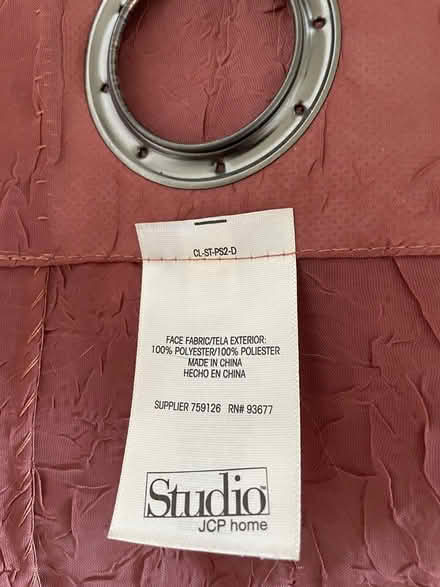 CL-ST-PS2-D
FACE FABRIC/TELA EXTERIOR:
100% POLYESTER/100% POLIESTER
MADE IN CHINA
HECHO EN CHINA
SUPPLIER 759126 RN# 93677
Studio™
JCP home